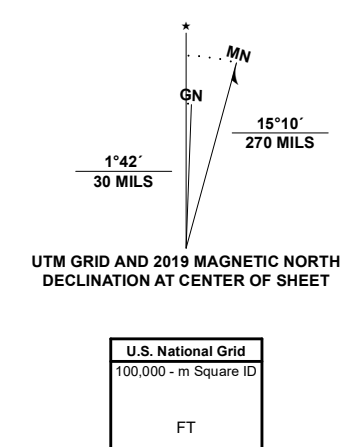 ★
MN
GN
15°10´
270 MILS
1°42´
30 MILS
UTM GRID AND 2019 MAGNETIC NORTH
DECLINATION AT CENTER OF SHEET
U.S. National Grid
100,000 - m Square ID
FT